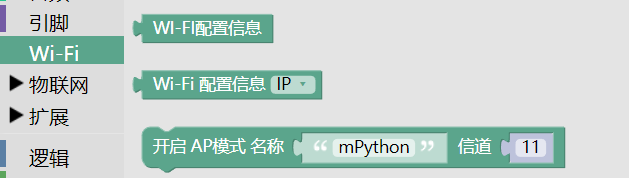 引脚
Wi-Fi
物联网
扩展
逻辑
WI-FI配置信息
Wi-Fi 配置信息 IP
开启 AP模式 名称 “ mPython ” 信道 11